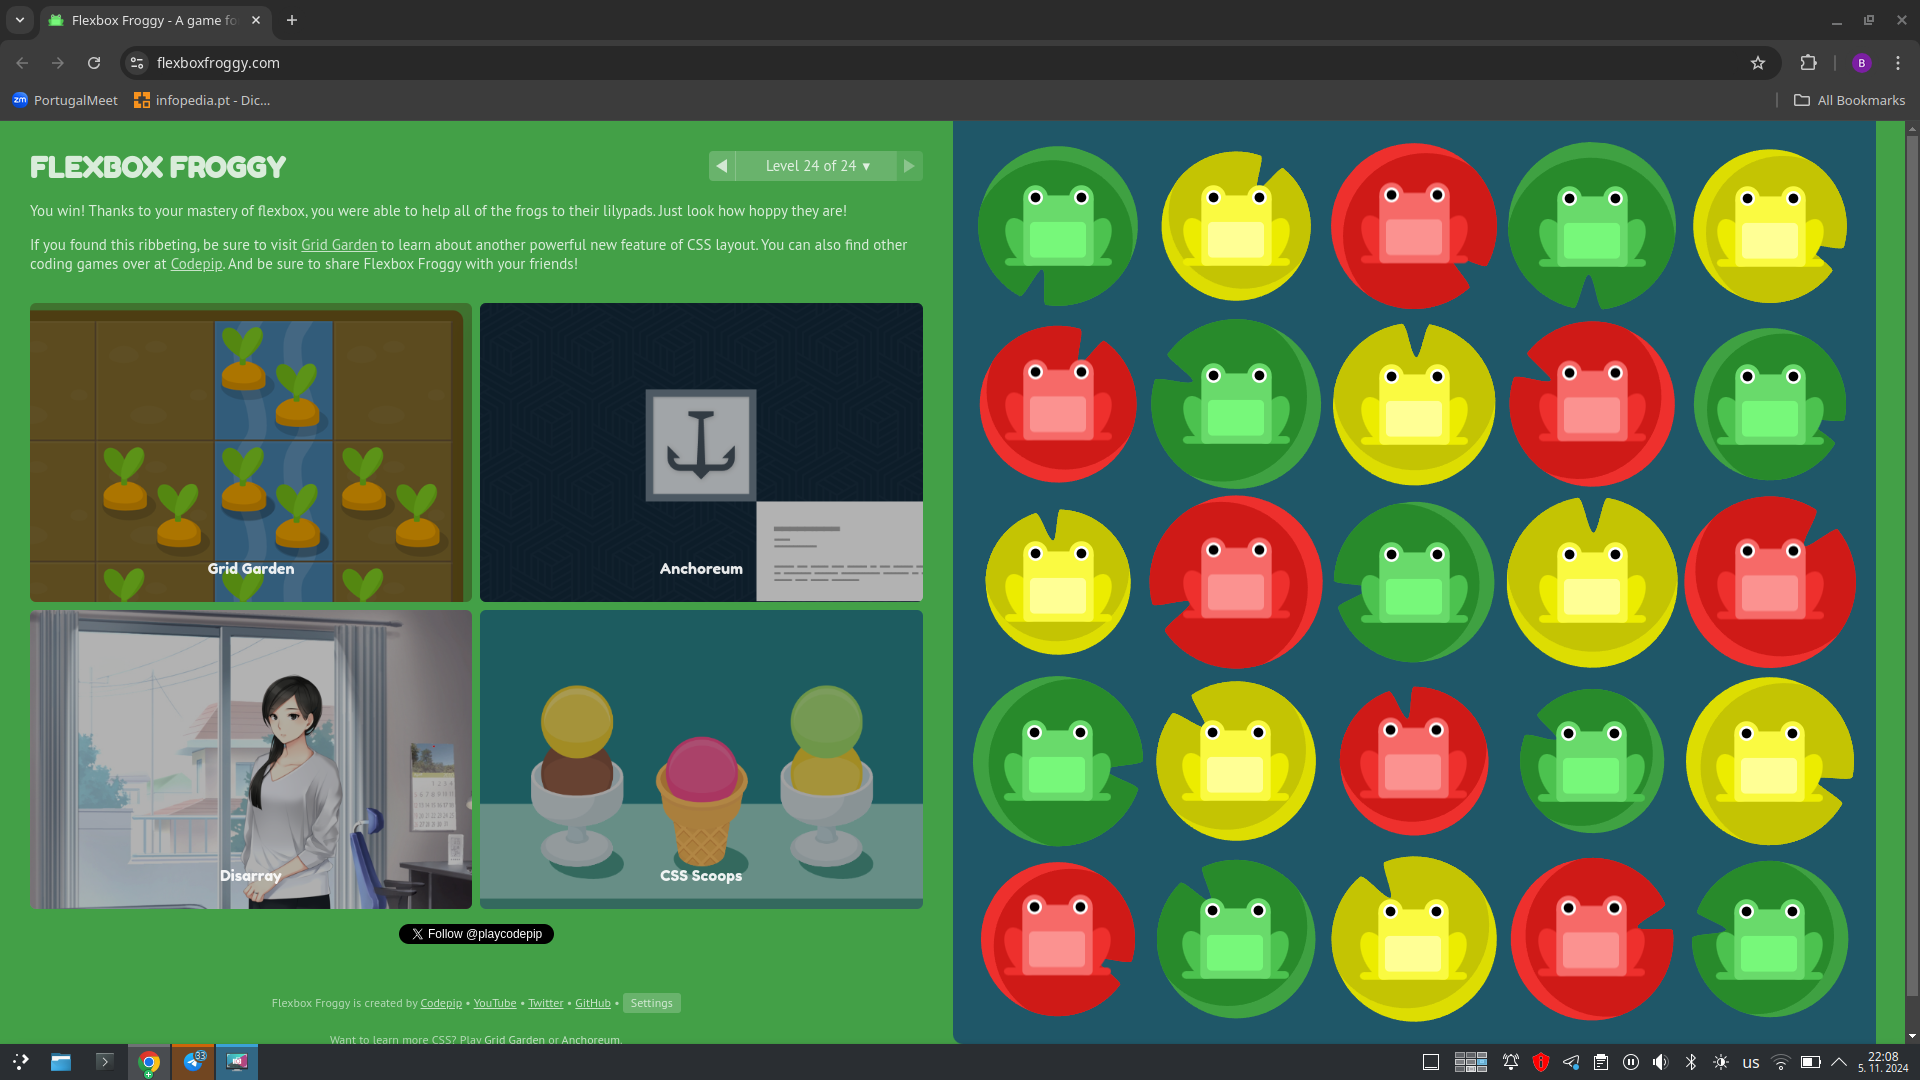 Flexbox Froggy - A game fo
flexboxfroggy.com
B
zm PortugalMeet
infopedia.pt - Dic...
All Bookmarks
FLEXBOX FROGGY
Level 24 of 24 ▼
You win! Thanks to your mastery of flexbox, you were able to help all of the frogs to their lilypads. Just look how hoppy they are!
If you found this ribbeting, be sure to visit Grid Garden to learn about another powerful new feature of CSS layout. You can also find other
coding games over at Codepip. And be sure to share Flexbox Froggy with your friends!
Grid Garden
Anchoreum
Disarray
CSS Scoops
Follow @playcodepip
Flexbox Froggy is created by Codepip • YouTube • Twitter • GitHub • Settings
Want to learn more CSS? Play Grid Garden or Anchoreum.
33
us
22:08
5. 11. 2024